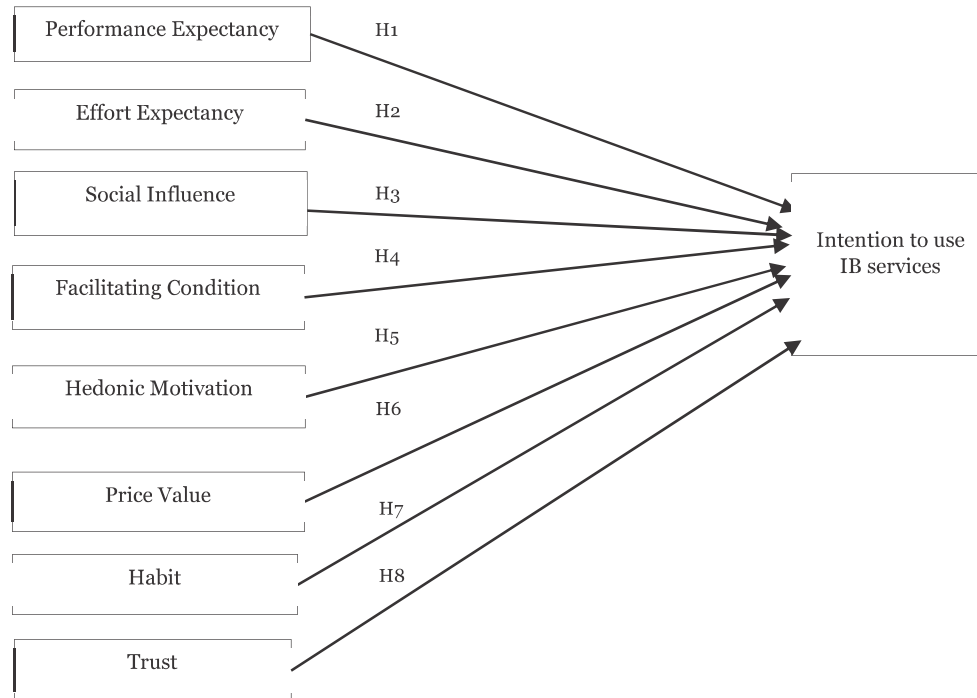 Performance Expectancy
H1
Effort Expectancy
H2
Social Influence
H3
Facilitating Condition
H4
Hedonic Motivation
H5
Price Value
H6
Habit
H7
Trust
H8
Intention to use
IB services